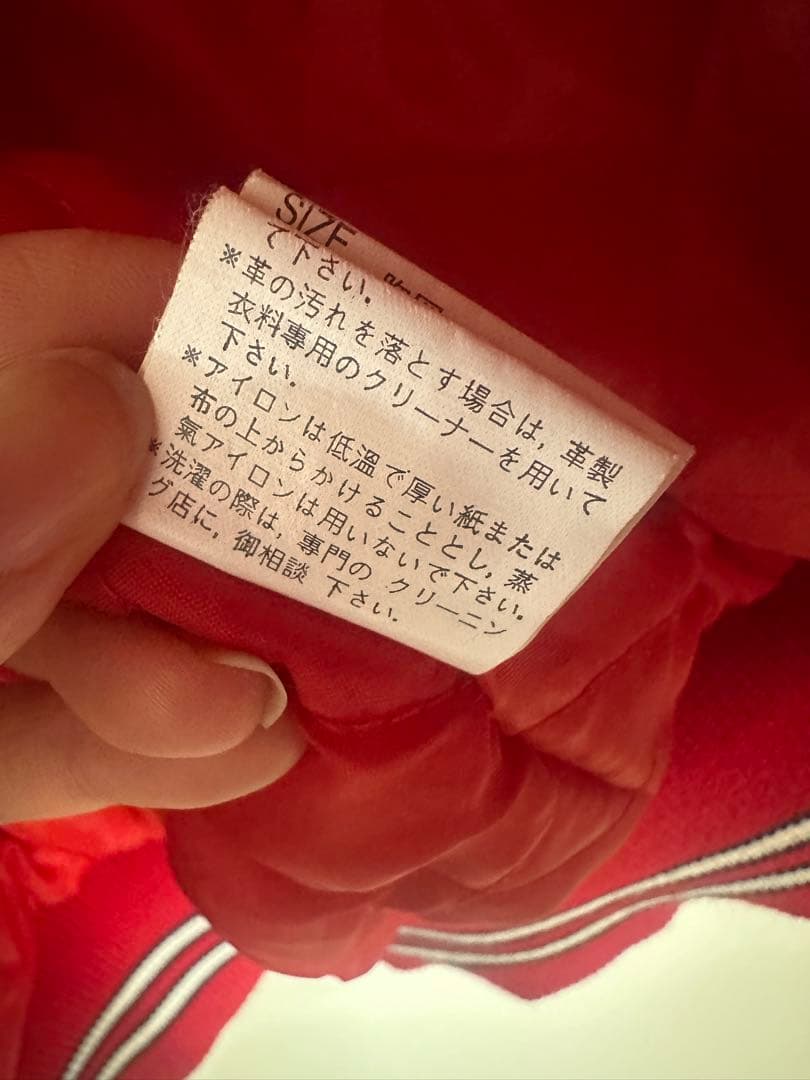 SIZE
て下さい.
※革の汚れを落とす場合は, 革製
衣料専用のクリーナーを用いて
下さい.
※アイロンは低溫で厚い紙または
布の上からかけることとし, 蒸
氣アイロンは用いないで下さい.
※洗濯の際は, 専門の クリーニン
グ店に, 御相談 下さい.